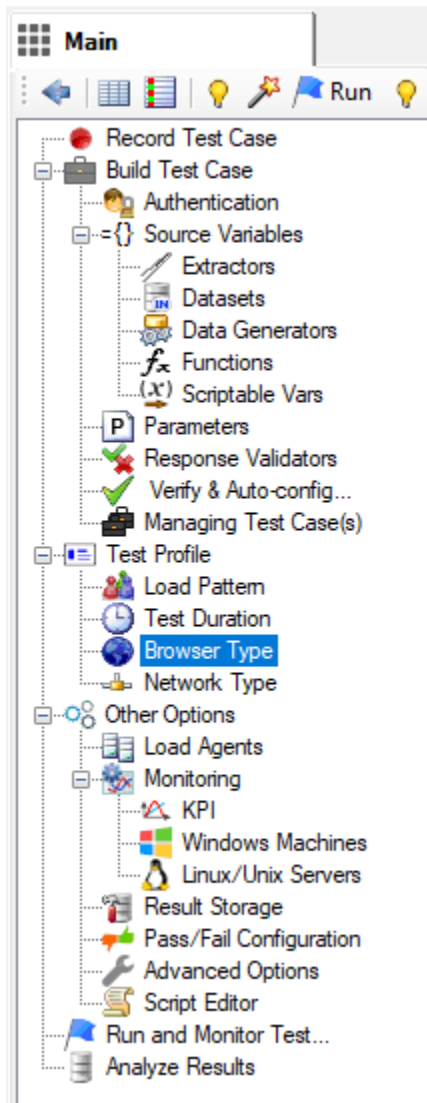 Main
Run
Record Test Case
Build Test Case
Authentication
={} Source Variables
Extractors
IN Datasets
Data Generators
fx Functions
(x) Scriptable Vars
P Parameters
Response Validators
Verify & Auto-config...
Managing Test Case(s)
Test Profile
Load Pattern
Test Duration
Browser Type
Network Type
Other Options
Load Agents
Monitoring
KPI
Windows Machines
Linux/Unix Servers
Result Storage
Pass/Fail Configuration
Advanced Options
Script Editor
Run and Monitor Test...
Analyze Results